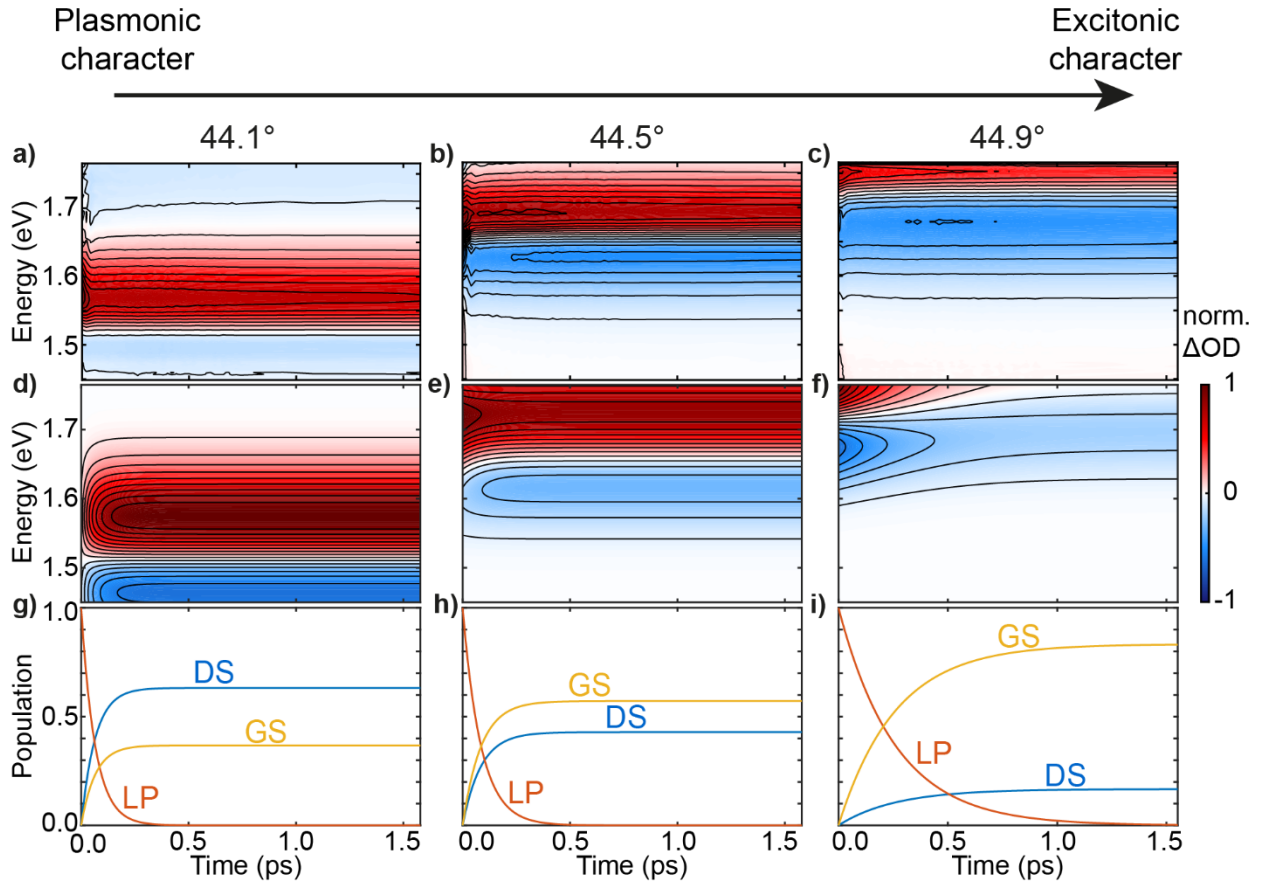 Plasmonic character
Excitonic character
44.1°
44.5°
44.9°
a)
b)
c)
Energy (eV)
1.7
1.6
1.5
d)
e)
f)
norm.
ΔOD
1
0
-1
Energy (eV)
1.7
1.6
1.5
g)
h)
i)
Population
1.0
0.5
0.0
DS
GS
LP
GS
DS
LP
GS
LP
DS
0.0 0.5 1.0 1.5
0.0 0.5 1.0 1.5
0.0 0.5 1.0 1.5
Time (ps)
Time (ps)
Time (ps)